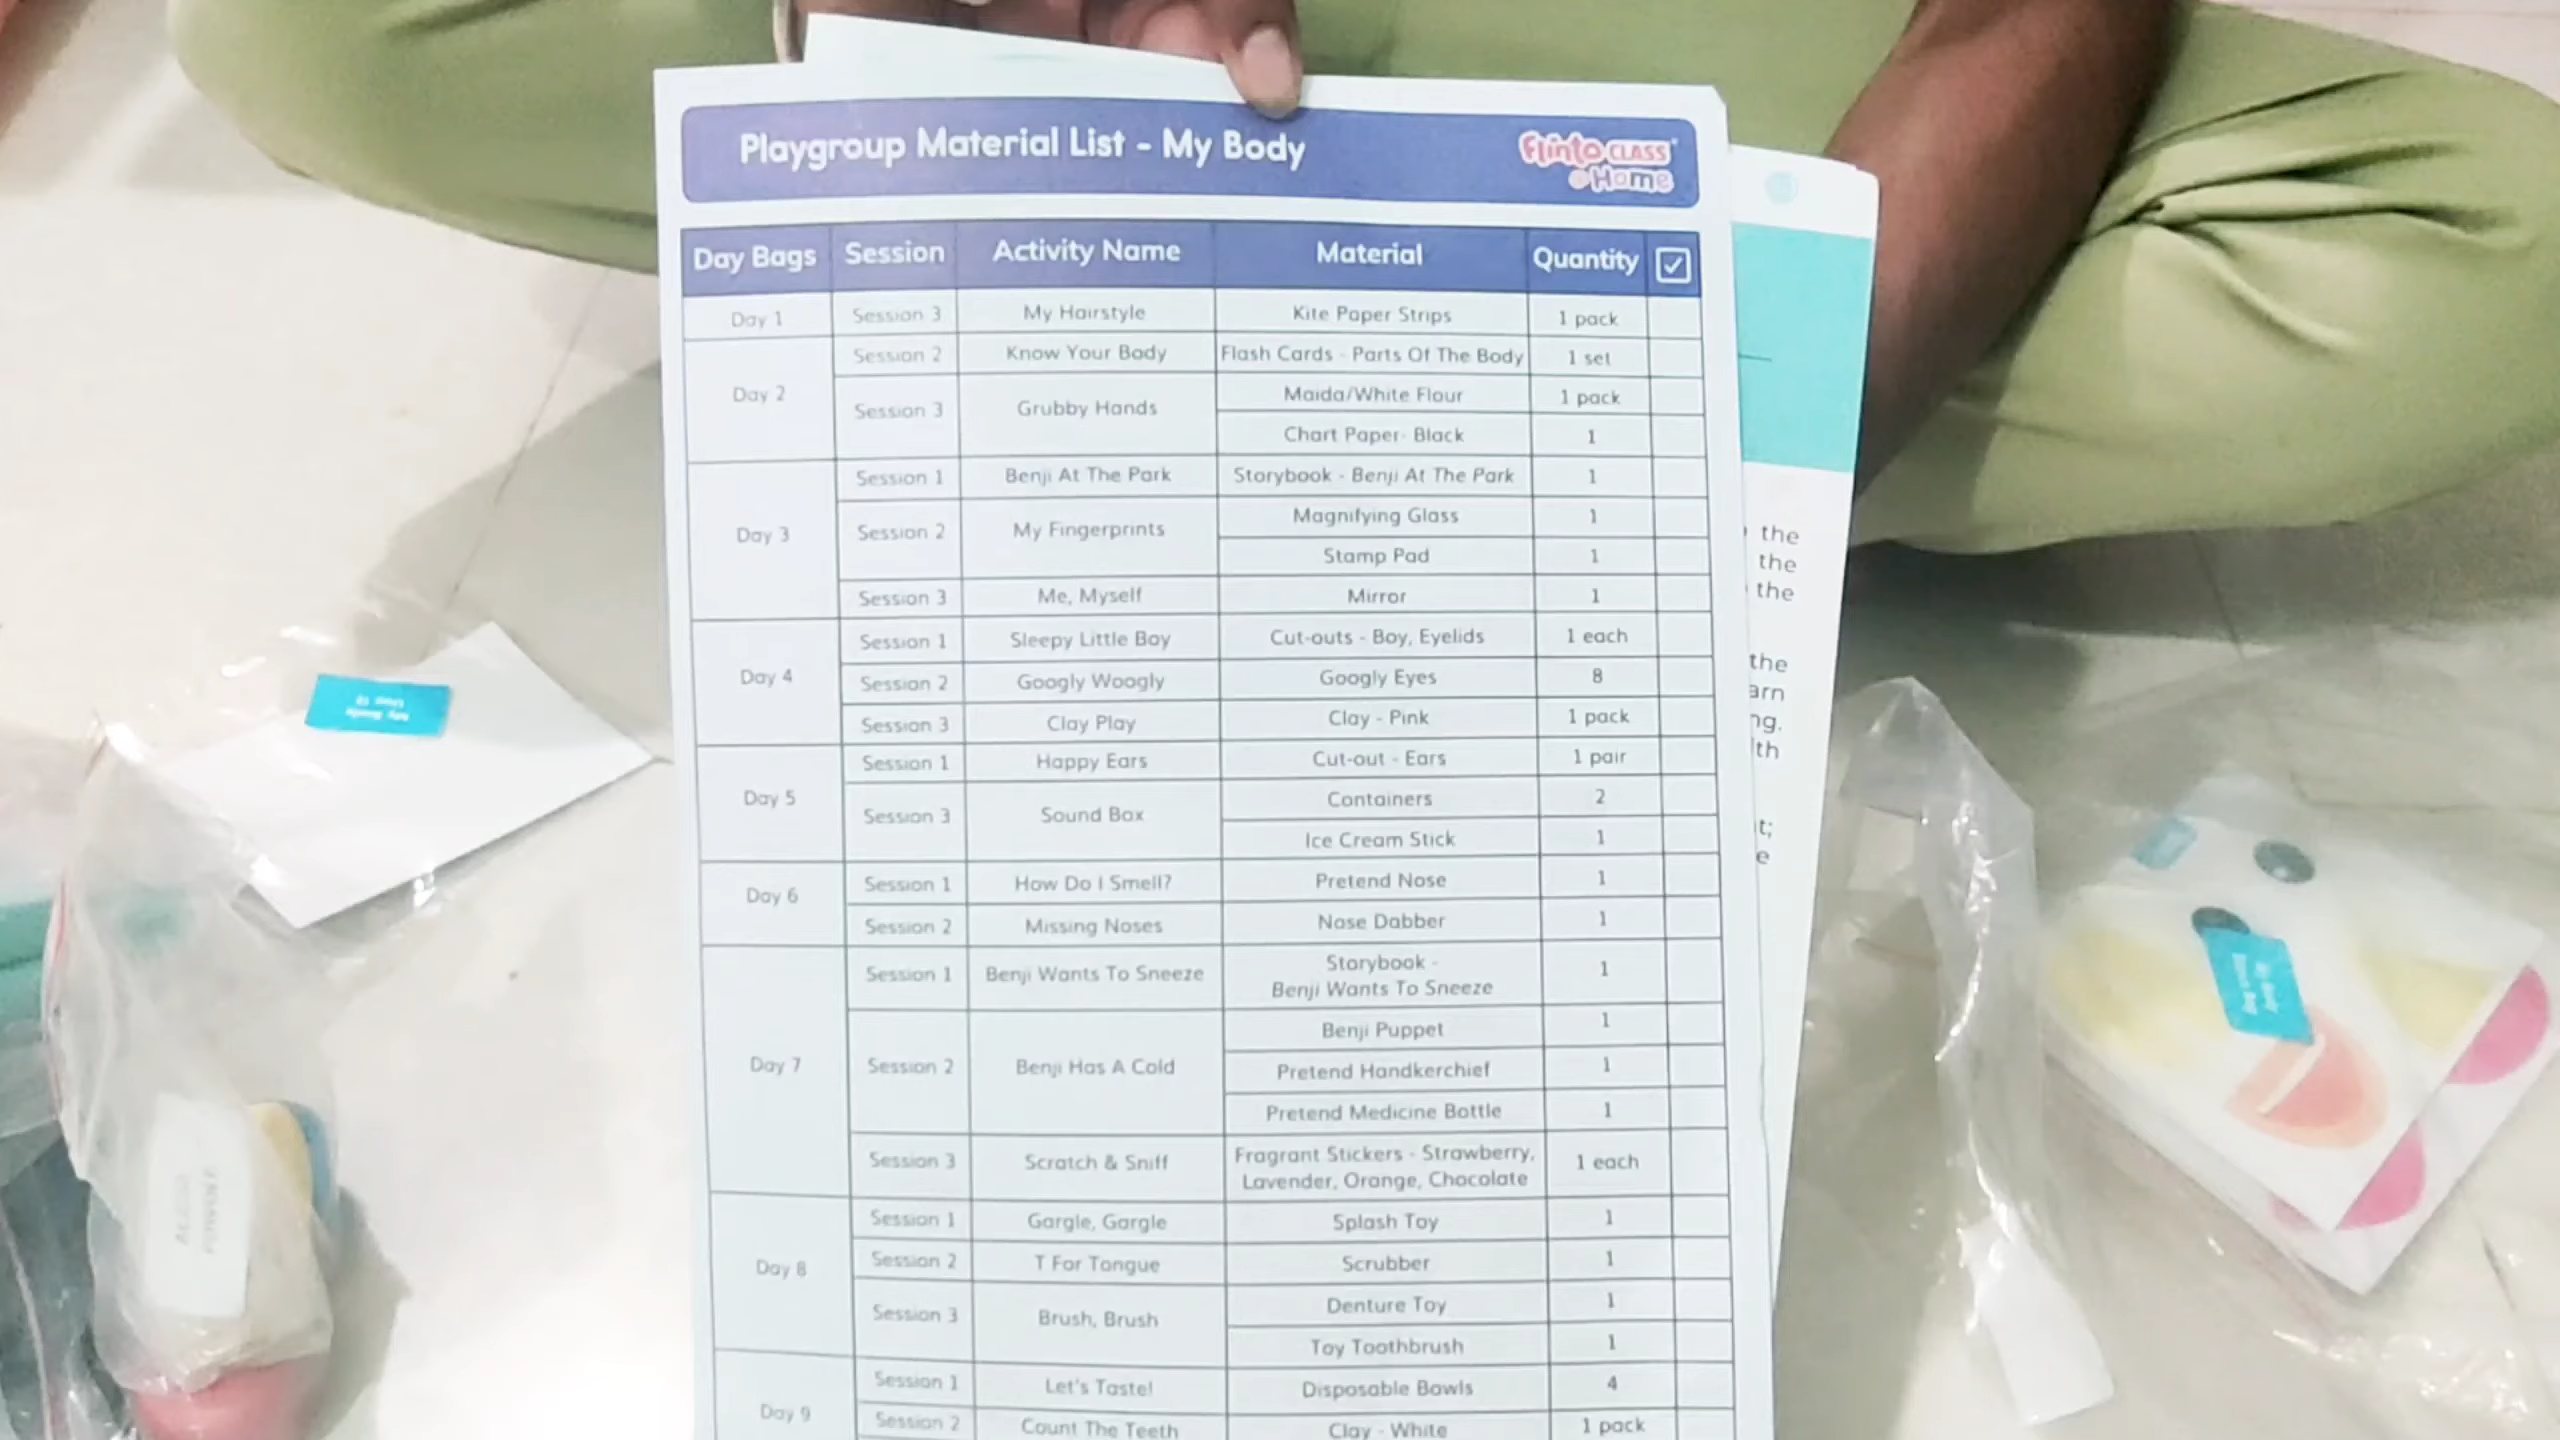 Playgroup Material List - My Body
Flinto CLASS
@Home
Day Bags Session Activity Name Material Quantity
Day 1 Session 3 My Hairstyle Kite Paper Strips 1 pack
Day 2 Session 2 Know Your Body Flash Cards - Parts Of The Body 1 set
Session 3 Grubby Hands Maida/White Flour 1 pack
Chart Paper- Black 1
Day 3 Session 1 Benji At The Park Storybook - Benji At The Park 1
Session 2 My Fingerprints Magnifying Glass 1
Stamp Pad 1
Session 3 Me, Myself Mirror 1
Day 4 Session 1 Sleepy Little Boy Cut-outs - Boy, Eyelids 1 each
Session 2 Googly Woogly Googly Eyes 8
Session 3 Clay Play Clay - Pink 1 pack
Day 5 Session 1 Happy Ears Cut-out - Ears 1 pair
Session 3 Sound Box Containers 2
Ice Cream Stick 1
Day 6 Session 1 How Do I Smell? Pretend Nose 1
Session 2 Missing Noses Nose Dabber 1
Day 7 Session 1 Benji Wants To Sneeze Storybook -
Benji Wants To Sneeze 1
Session 2 Benji Has A Cold Benji Puppet 1
Pretend Handkerchief 1
Pretend Medicine Bottle 1
Session 3 Scratch & Sniff Fragrant Stickers - Strawberry,
Lavender, Orange, Chocolate 1 each
Day 8 Session 1 Gargle, Gargle Splash Toy 1
Session 2 T For Tongue Scrubber 1
Session 3 Brush, Brush Denture Toy 1
Toy Toothbrush 1
Day 9 Session 1 Let's Taste! Disposable Bowls 4
Session 2 Count The Teeth Clay - White 1 pack
the
the
the
the
arn
ng.
t;
e